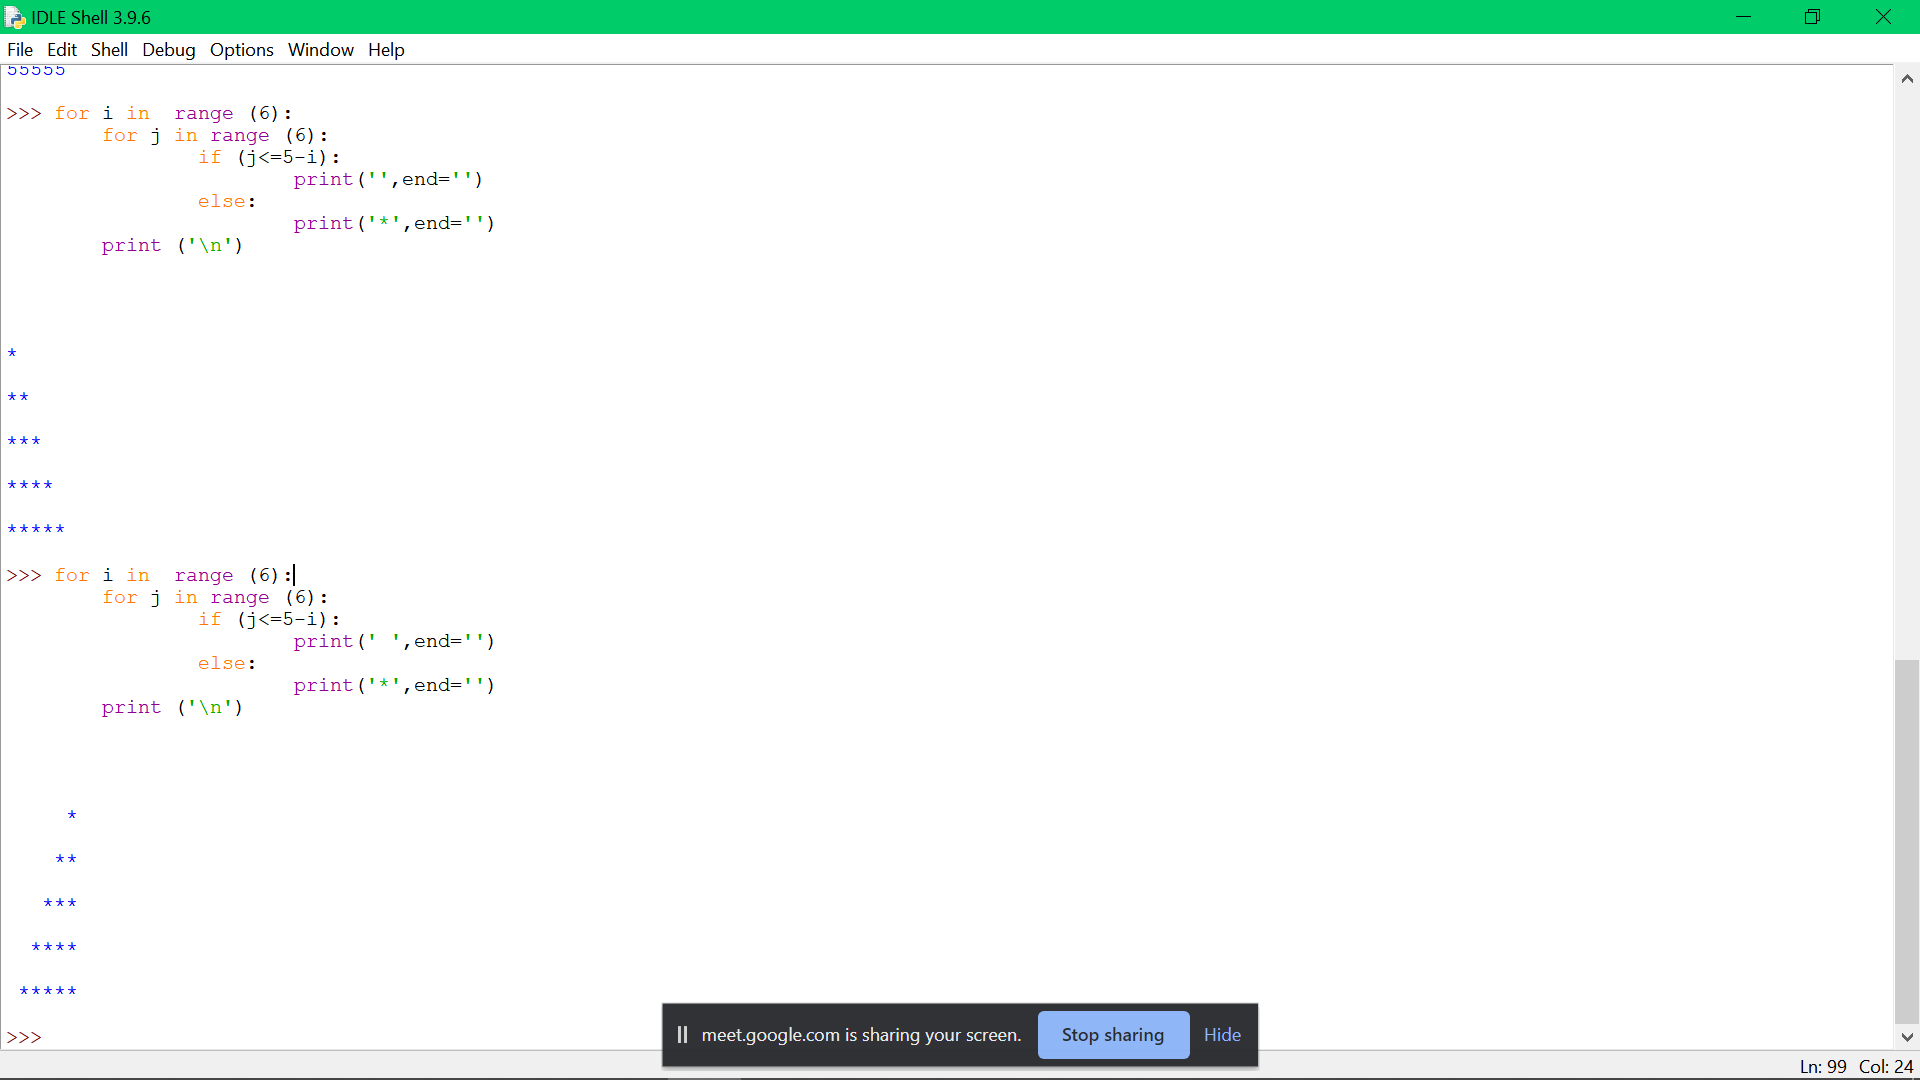 IDLE Shell 3.9.6
File Edit Shell Debug Options Window Help
55555
>>> for i in  range (6):
        for j in range (6):
                if (j<=5-i):
                        print('',end='')
                else:
                        print('*',end='')
        print ('\n')
*
**
***
****
*****
>>> for i in  range (6):
        for j in range (6):
                if (j<=5-i):
                        print(' ',end='')
                else:
                        print('*',end='')
        print ('\n')
     *
    **
   ***
  ****
 *****
>>>
meet.google.com is sharing your screen. Stop sharing Hide
Ln: 99 Col: 24